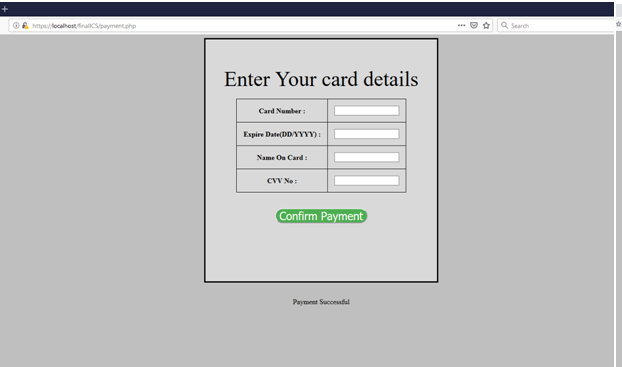 +
https://localhost/finalICS/payment.php
Search
Enter Your card details
Card Number :
Expire Date(DD/YYYY) :
Name On Card :
CVV No :
Confirm Payment
Payment Successful